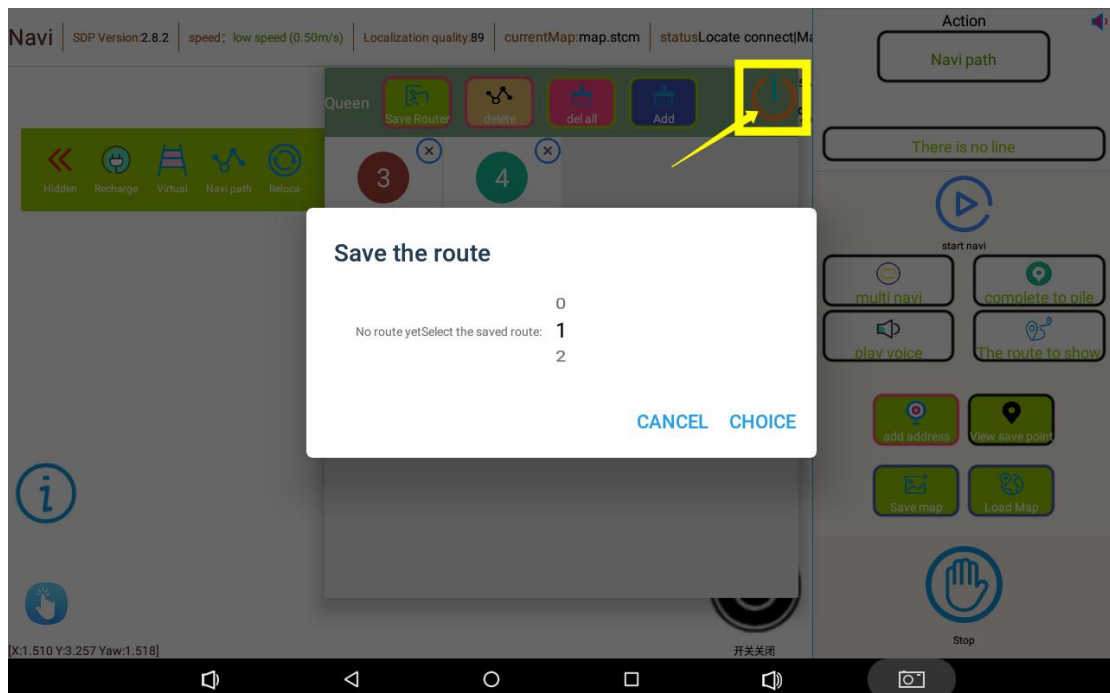 Navi SDP Version:2.8.2 speed: low speed (0.50m/s) Localization quality:89 currentMap:map.stcm statusLocate connect|Ma
Action
Navi path
There is no line
Queen
Save Router
delete
del all
Add
Hidden
Recharge
Virtual
Navi path
Reloca-
3
4
Save the route
0
No route yetSelect the saved route: 1
2
CANCEL CHOICE
start navi
multi navi
complete to pile
play voice
The route to show
add address
View save point
Save map
Load Map
Stop
[X:1.510 Y:3.257 Yaw:1.518]
开关关闭